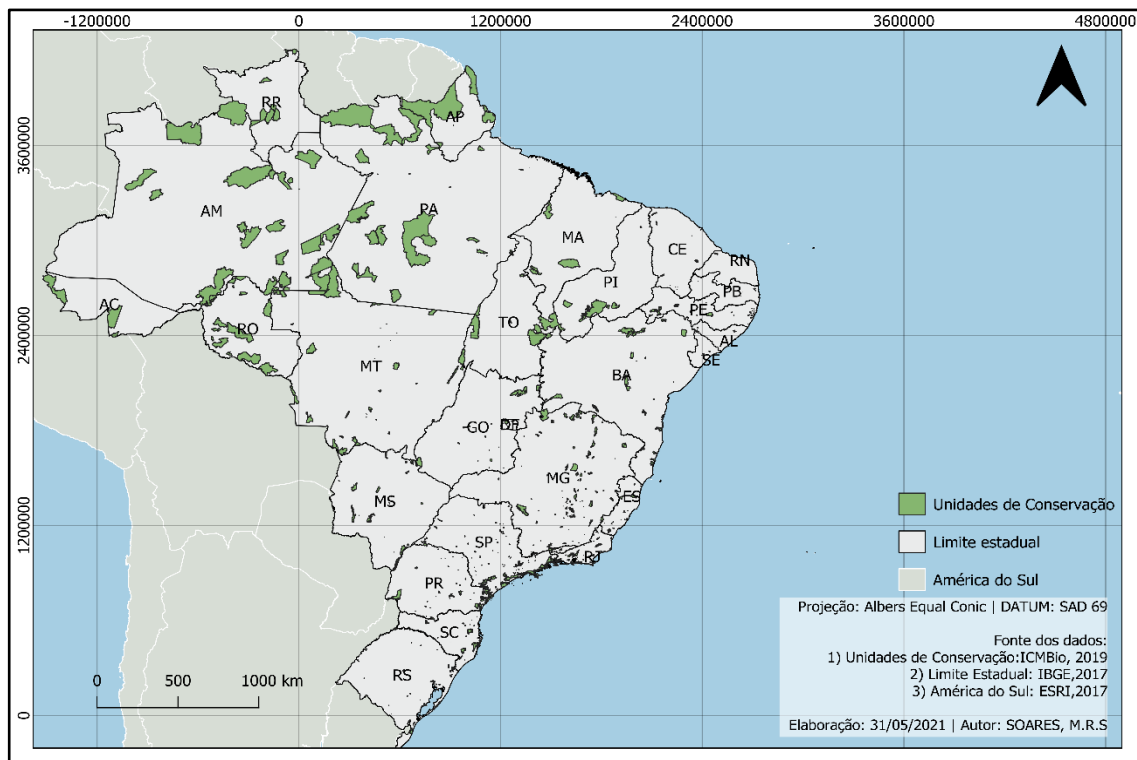 -1200000 0 1200000 2400000 3600000 4800000
3600000
2400000
1200000
0
RR
AP
AM
PA
MA
CE
RN
PI
PB
PE
AC
TO
RO
AL
SE
MT
BA
GO
DF
MG
MS
ES
SP
RJ
PR
SC
RS
Unidades de Conservação
Limite estadual
América do Sul
Projeção: Albers Equal Conic | DATUM: SAD 69
Fonte dos dados:
1) Unidades de Conservação:ICMBio, 2019
2) Limite Estadual: IBGE,2017
3) América do Sul: ESRI,2017
Elaboração: 31/05/2021 | Autor: SOARES, M.R.S
0 500 1000 km